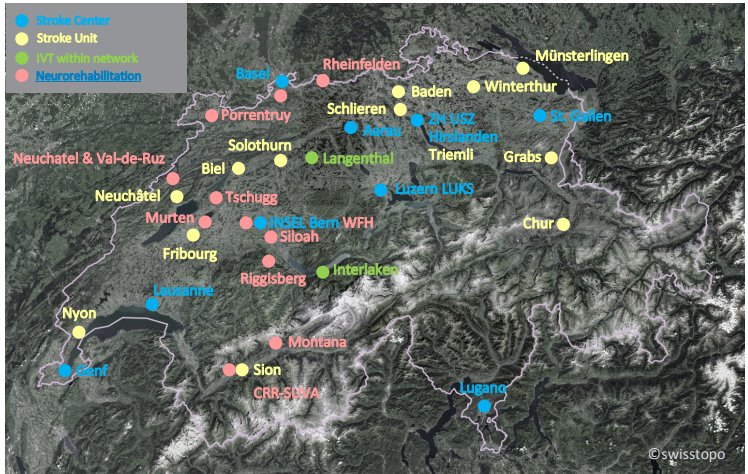 Stroke Center
Stroke Unit
IVT within network
Neurorehabilitation
Münsterlingen
Rheinfelden
Basel
Winterthur
Baden
Schlieren
Porrentruy
ZH USZ
St. Gallen
Aarau
Hirslanden
Solothurn
Triemli
Langenthal
Grabs
Neuchatel & Val-de-Ruz
Biel
Luzern LUKS
Neuchâtel
Tschugg
Murten
INSEL Bern WFH
Chur
Siloah
Fribourg
Riggisberg
Interlaken
Lausanne
Nyon
Montana
Genf
Sion
CRR-SUVA
Lugano
©swisstopo